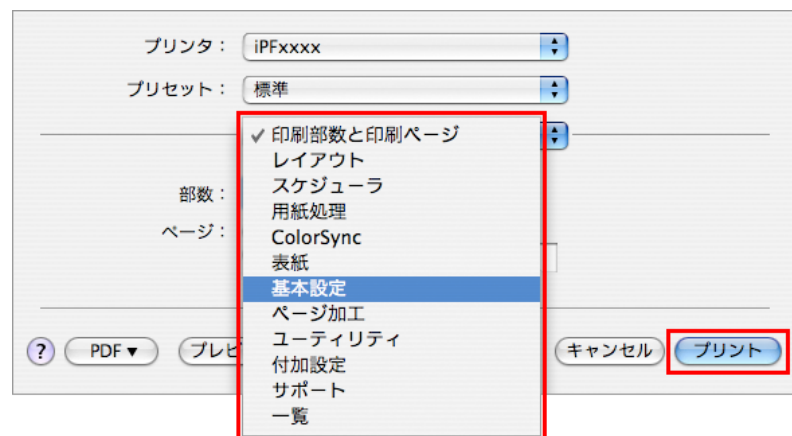 プリンタ： iPFxxxx
プリセット： 標準
✓ 印刷部数と印刷ページ
レイアウト
スケジューラ
部数：
用紙処理
ページ：
ColorSync
表紙
基本設定
ページ加工
ユーティリティ
? PDF▼ プレビ キャンセル プリント
付加設定
サポート
一覧